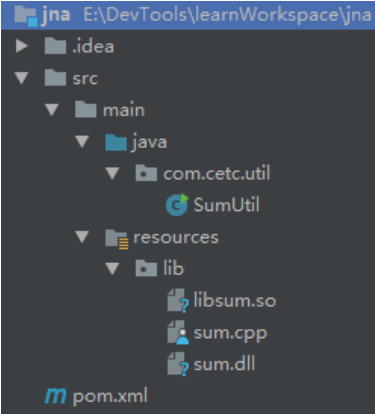 jna E:\DevTools\learnWorkspace\jna
.idea
src
main
java
com.cetc.util
SumUtil
resources
lib
libsum.so
sum.cpp
sum.dll
pom.xml